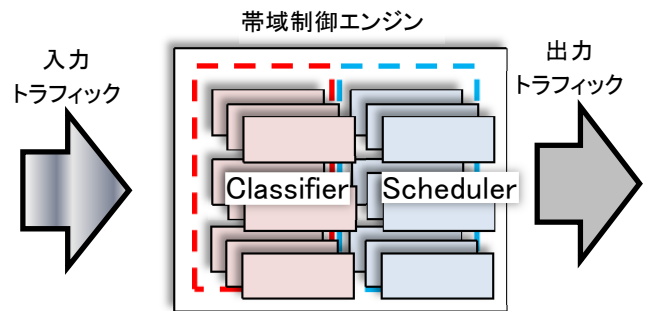 帯域制御エンジン
入力
トラフィック
Classifier
Scheduler
出力
トラフィック